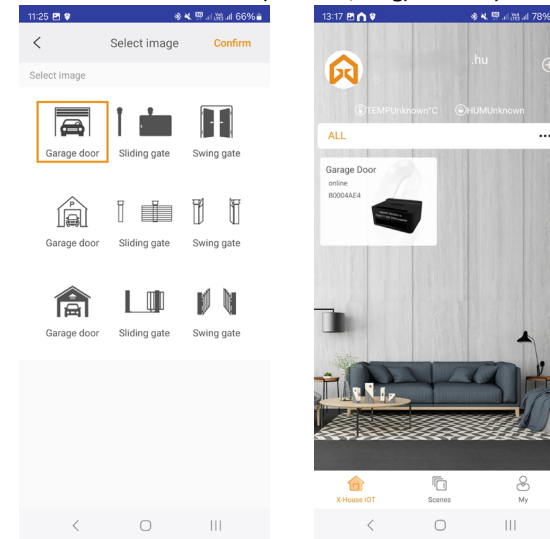 11:25 66%
Select image Confirm
Select image
Garage door Sliding gate Swing gate
Garage door Sliding gate Swing gate
Garage door Sliding gate Swing gate
13:17 78%
.hu
TEMPUnknown°C HUMUnknown
ALL
Garage Door
online
B0004AE4
X-House IOT Scenes My